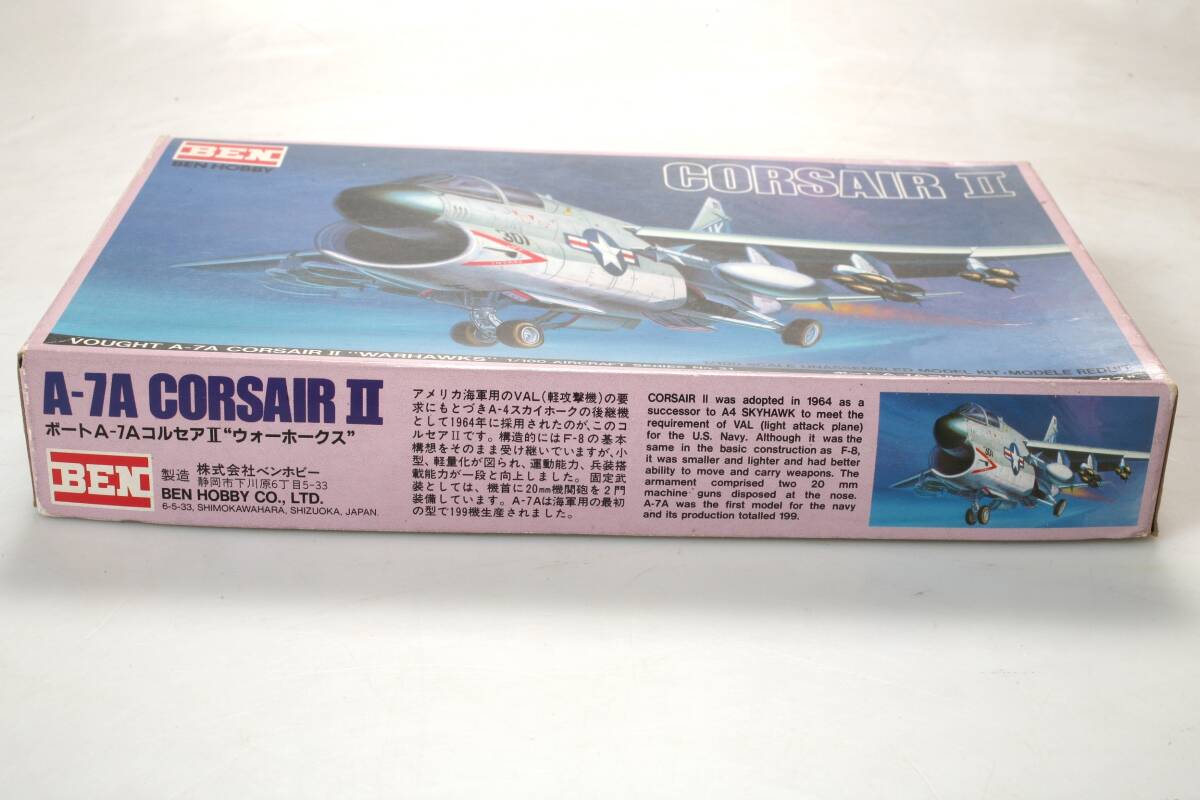 BEN
BEN HOBBY
CORSAIR II
301
VOUGHT A-7A CORSAIR II "WARHAWKS" 1/100 AIRCRAFT SERIES No.31
UNASSEMBLED MODEL KIT · MODELE REDUIT
A-7A CORSAIR II
ボートA-7AコルセアII“ウォーホークス”
BEN
製造 株式会社ベンホビー
静岡市下川原6丁目5-33
BEN HOBBY CO., LTD.
6-5-33, SHIMOKAWAHARA, SHIZUOKA, JAPAN.
アメリカ海軍用のVAL(軽攻撃機)の要
求にもとづきA-4スカイホークの後継機
として1964年に採用されたのが、このコ
ルセアIIです。構造的にはF-8の基本
構想をそのまま受け継いていますが、小
型、軽量化が図られ、運動能力、兵装搭
載能力が一段と向上しました。固定武
装としては、機首に20mm機関砲を2門
装備しています。A-7Aは海軍用の最初
の型で199機生産されました。
CORSAIR II was adopted in 1964 as a
successor to A4 SKYHAWK to meet the
requirement of VAL (light attack plane)
for the U.S. Navy. Although it was the
same in the basic construction as F-8,
it was smaller and lighter and had better
ability to move and carry weapons. The
armament comprised two 20 mm
machine guns disposed at the nose.
A-7A was the first model for the navy
and its production totalled 199.